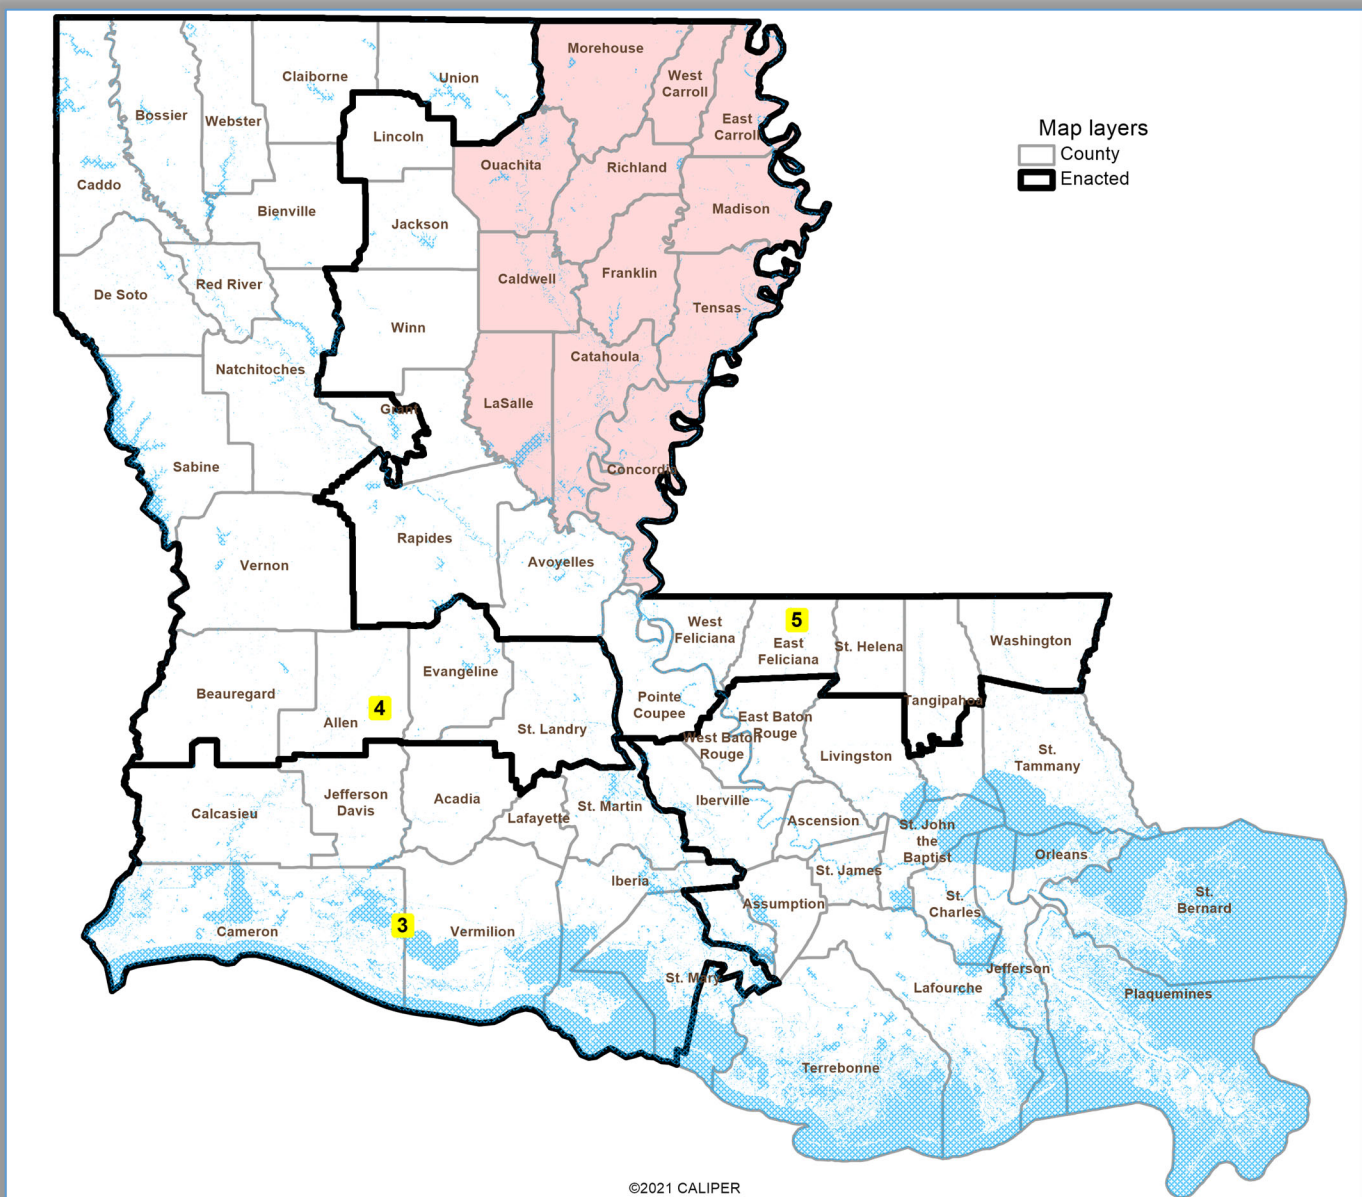 Morehouse
West
Carroll
Claiborne
Union
Map layers
County
Enacted
Bossier
Webster
East
Carroll
Lincoln
Ouachita
Richland
Caddo
Madison
Bienville
Jackson
Franklin
Caldwell
Red River
De Soto
Tensas
Winn
Catahoula
Natchitoches
LaSalle
Grant
Sabine
Concordia
Rapides
Avoyelles
Vernon
West
Feliciana
5
East
Feliciana
St. Helena
Washington
Evangeline
Beauregard
Pointe
Coupee
Tangipahoa
4
Allen
St. Landry
East Baton
Rouge
West Baton
Rouge
Livingston
St.
Tammany
Jefferson
Davis
Acadia
St. Martin
Iberville
Calcasieu
Lafayette
Ascension
St. John
the
Baptist
Orleans
St. James
Iberia
St.
Bernard
Assumption
St.
Charles
3
Cameron
Vermilion
St. Mary
Jefferson
Lafourche
Plaquemines
Terrebonne
©2021 CALIPER